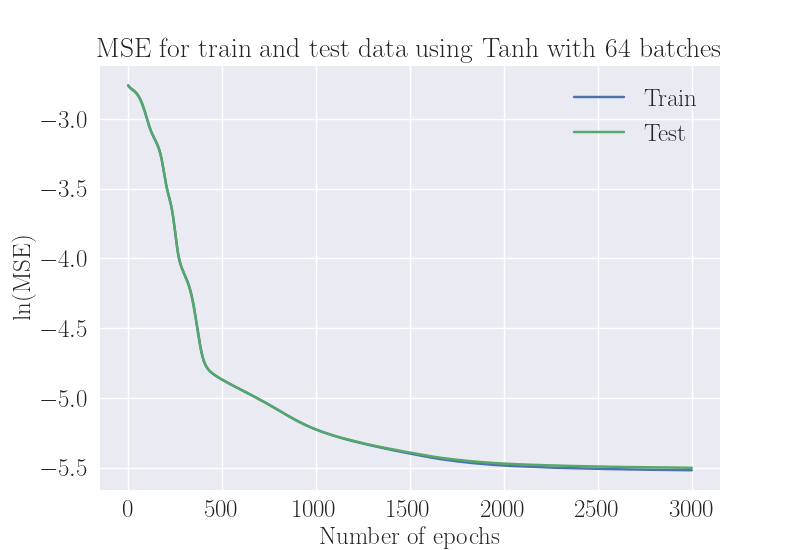 MSE for train and test data using Tanh with 64 batches
Train
Test
−3.0
−3.5
−4.0
−4.5
−5.0
−5.5
ln(MSE)
0 500 1000 1500 2000 2500 3000
Number of epochs